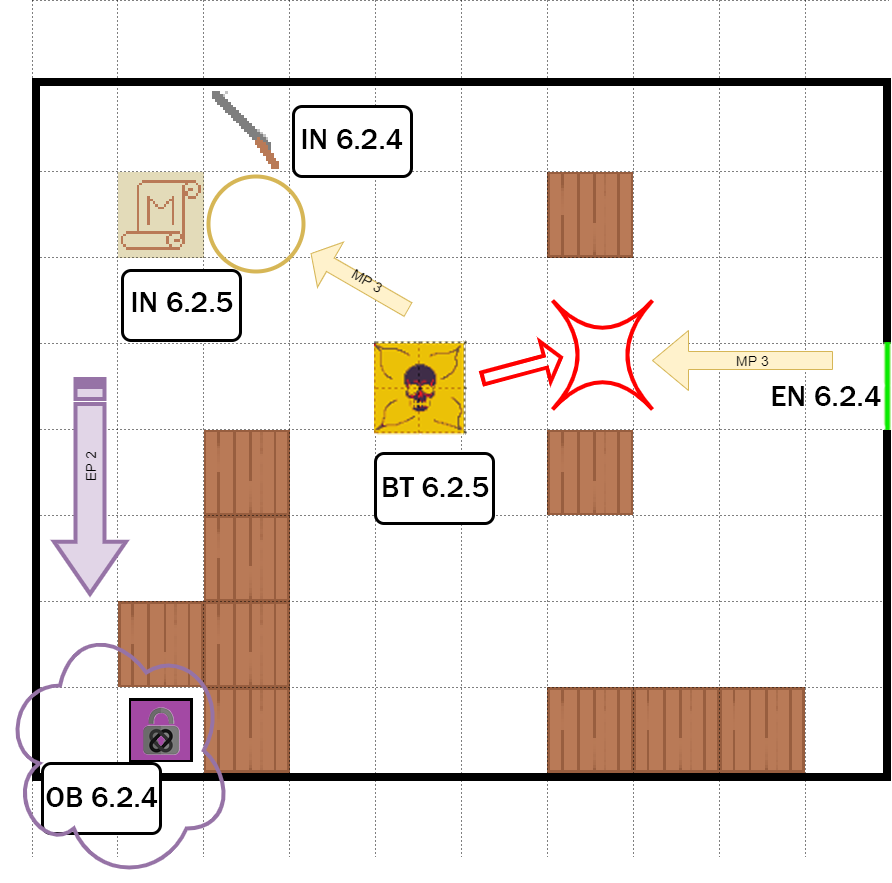 IN 6.2.4
M
IN 6.2.5
MP 3
MP 3
EN 6.2.4
EP 2
BT 6.2.5
OB 6.2.4